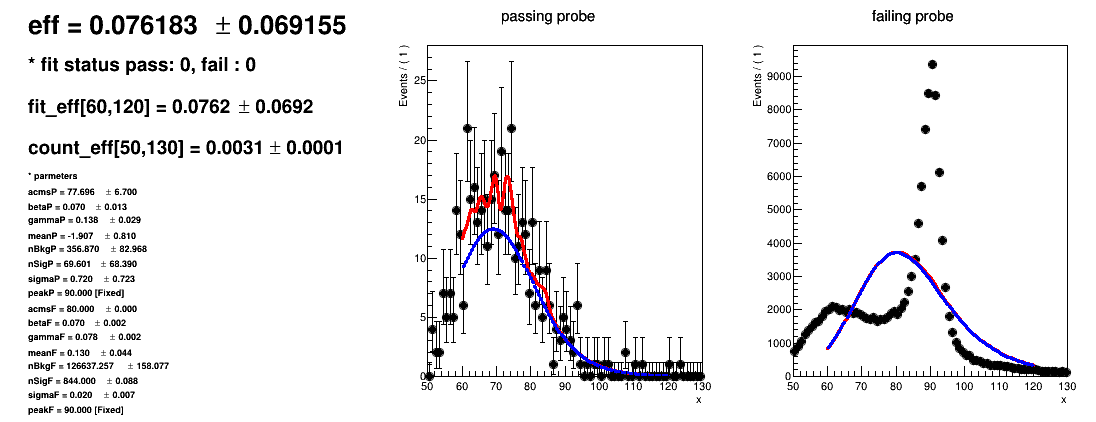 eff = 0.076183 ± 0.069155
* fit status pass: 0, fail : 0
fit_eff[60,120] = 0.0762 ± 0.0692
count_eff[50,130] = 0.0031 ± 0.0001
* parmeters
acmsP = 77.696 ± 6.700
betaP = 0.070 ± 0.013
gammaP = 0.138 ± 0.029
meanP = -1.907 ± 0.810
nBkgP = 356.870 ± 82.968
nSigP = 69.601 ± 68.390
sigmaP = 0.720 ± 0.723
peakP = 90.000 [Fixed]
acmsF = 80.000 ± 0.000
betaF = 0.070 ± 0.002
gammaF = 0.078 ± 0.002
meanF = 0.130 ± 0.044
nBkgF = 126637.257 ± 158.077
nSigF = 844.000 ± 0.088
sigmaF = 0.020 ± 0.007
peakF = 90.000 [Fixed]
passing probe
Events / ( 1 )
25
20
15
10
5
0
50 60 70 80 90 100 110 120 130
x
failing probe
Events / ( 1 )
9000
8000
7000
6000
5000
4000
3000
2000
1000
0
50 60 70 80 90 100 110 120 130
x